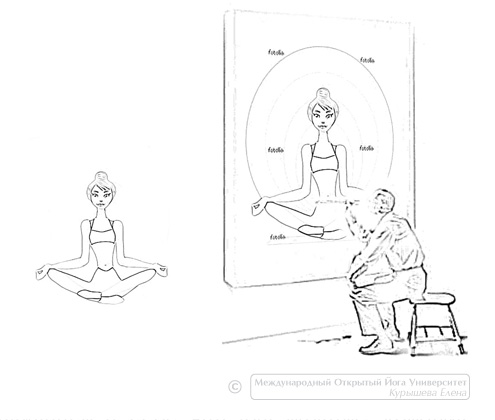 fotolia
fotolia
fotolia
fotolia
fotolia
© Международный Открытый Йога Университет
Курышева Елена